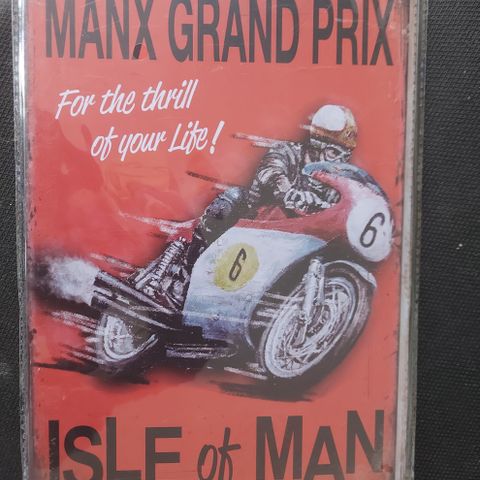 MANX GRAND PRIX
For the thrill
of your Life!
6
6
ISLE of MAN